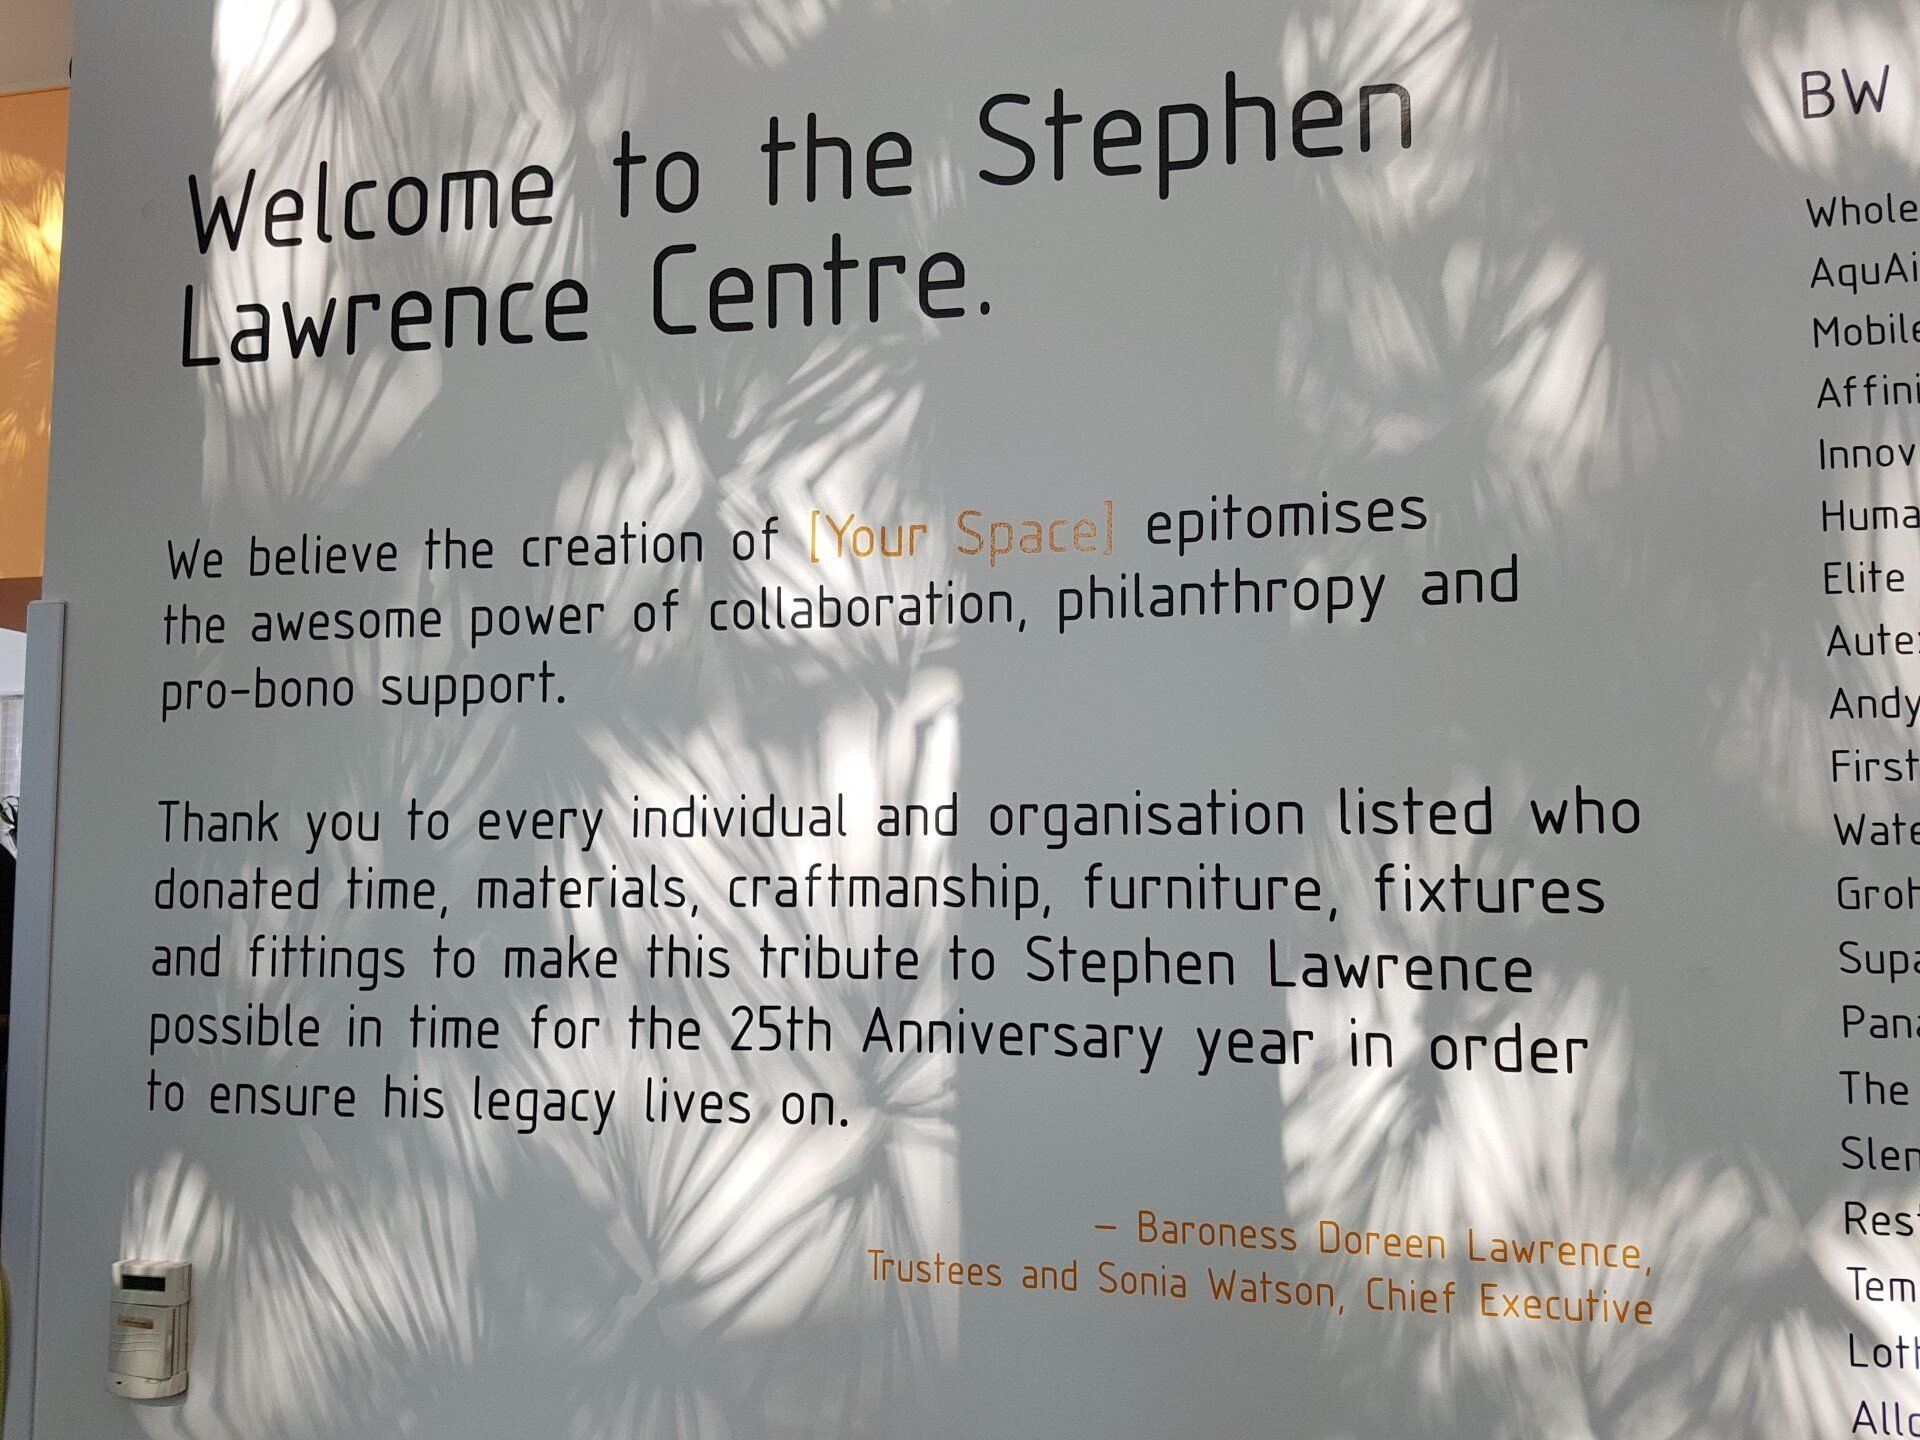 Welcome to the Stephen
Lawrence Centre.
We believe the creation of [Your Space] epitomises
the awesome power of collaboration, philanthropy and
pro-bono support.
Thank you to every individual and organisation listed who
donated time, materials, craftmanship, furniture, fixtures
and fittings to make this tribute to Stephen Lawrence
possible in time for the 25th Anniversary year in order
to ensure his legacy lives on.
– Baroness Doreen Lawrence,
Trustees and Sonia Watson, Chief Executive
BW
Whole
AquAi
Mobile
Affini
Innov
Huma
Elite
Andy
First
Wate
Groh
Supa
Pana
The
Slen
Rest
Tem